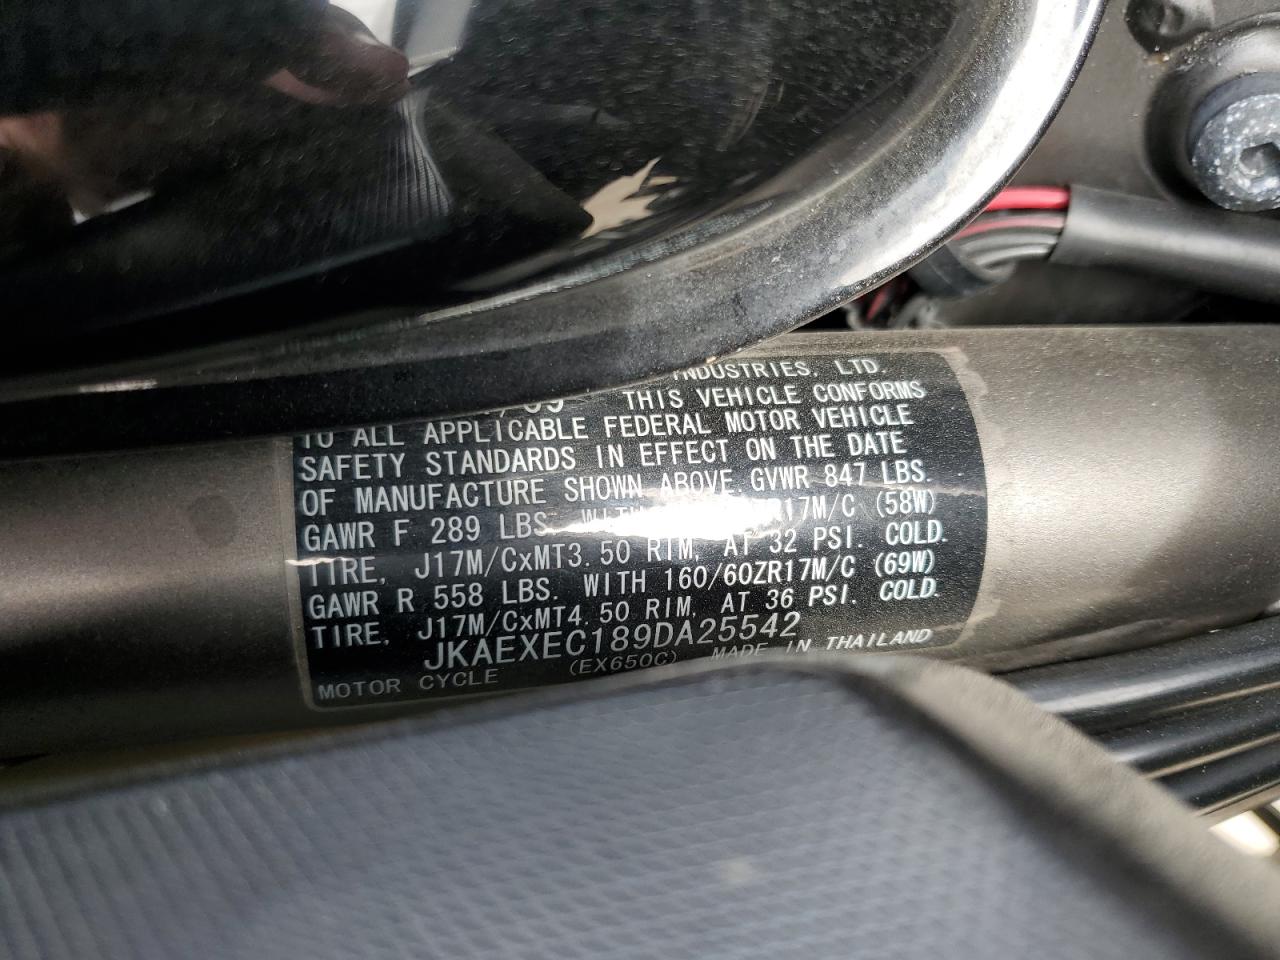 INDUSTRIES, LTD.
THIS VEHICLE CONFORMS
TO ALL APPLICABLE FEDERAL MOTOR VEHICLE
SAFETY STANDARDS IN EFFECT ON THE DATE
OF MANUFACTURE SHOWN ABOVE. GVWR 847 LBS.
GAWR F 289 LBS. WITH (58W)
TIRE, J17M/CxMT3.50 RIM, AT 32 PSI. COLD.
GAWR R 558 LBS. WITH 160/60ZR17M/C (69W)
TIRE, J17M/CxMT4.50 RIM, AT 36 PSI. COLD.
JKAEXEC189DA25542
MOTOR CYCLE (EX650C) MADE IN THAILAND